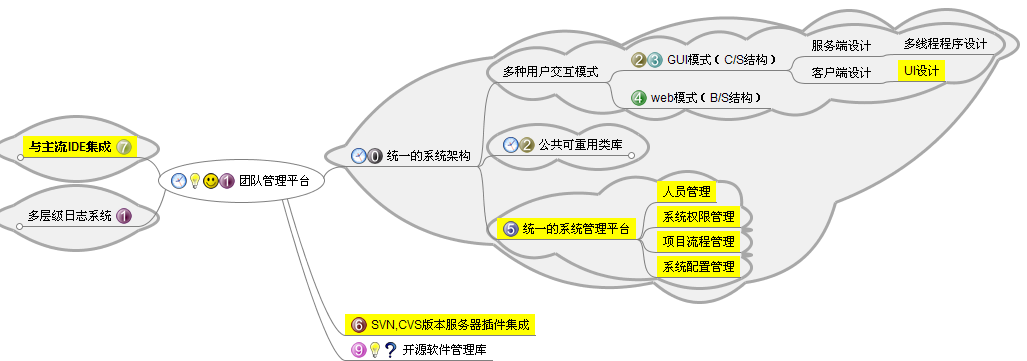 服务端设计
多线程程序设计
2 3 GUI模式（C/S结构）
多种用户交互模式
客户端设计
UI设计
4 web模式（B/S结构）
与主流IDE集成 7
2 公共可重用类库
0 统一的系统架构
1 团队管理平台
人员管理
多层级日志系统 1
系统权限管理
5 统一的系统管理平台
项目流程管理
系统配置管理
6 SVN,CVS版本服务器插件集成
9 ? 开源软件管理库